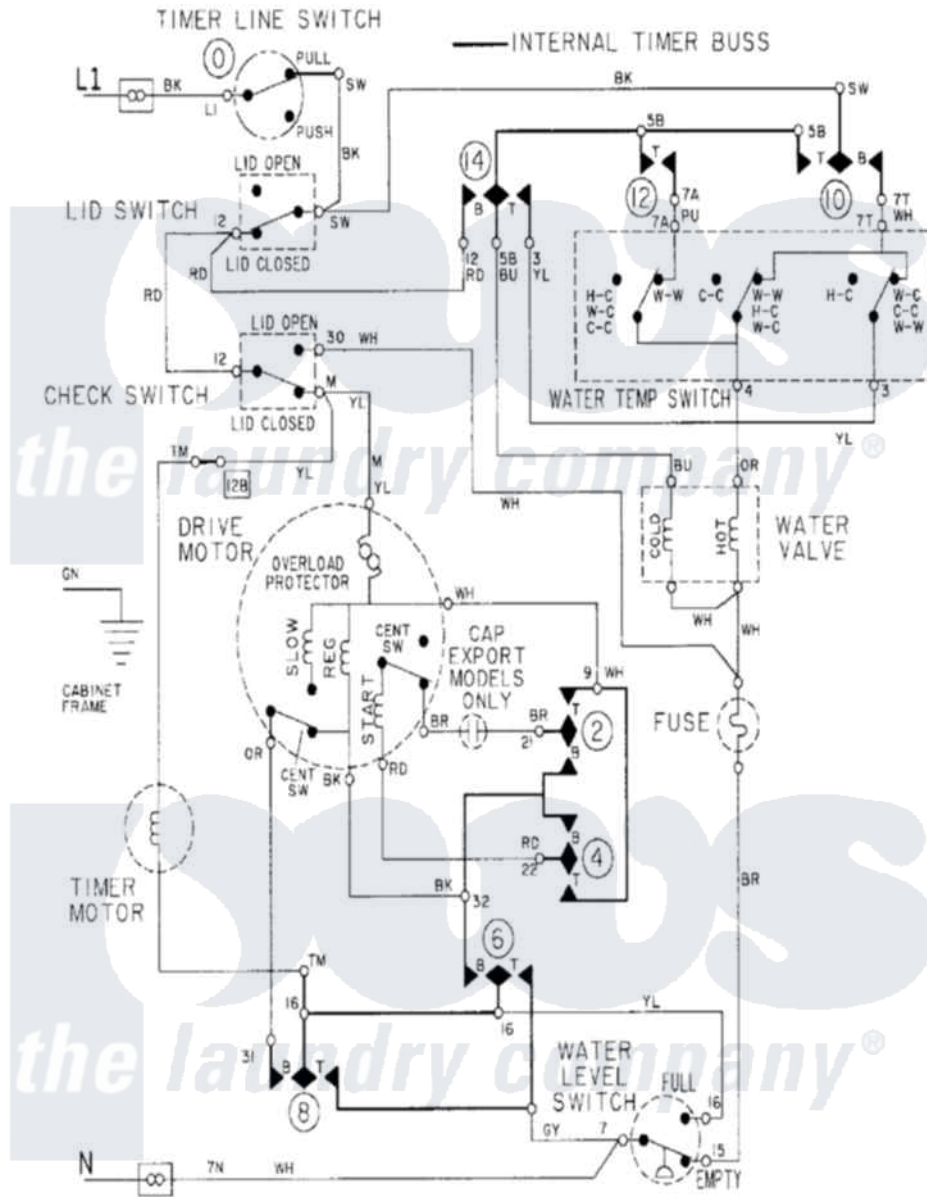 TIMER LINE SWITCH
INTERNAL TIMER BUSS
0
PULL
BK
SW
L1
BK
L1
SW
PUSH
BK
5B
5B
LID OPEN
14
T
T
B
12
10
LID SWITCH
B
T
7A
7T
12
SW
7A
PU
7T
WH
LID CLOSED
12
RD
5B
BU
3
YL
RD
RD
H-C
W-C
C-C
W-W
C-C
W-W
H-C
W-C
H-C
W-C
C-C
W-W
LID OPEN
30
WH
12
M
CHECK SWITCH
YL
WATER TEMP SWITCH
4
3
LID CLOSED
YL
TM
YL
M
12B
YL
BU
OR
the laundry company®
WH
DRIVE
MOTOR
COLD
HOT
WATER
VALVE
OVERLOAD
PROTECTOR
GN
WH
WH
WH
SLOW
REG
CENT
SW
CAP
EXPORT
MODELS
ONLY
CABINET
FRAME
START
9
WH
T
FUSE
BR
BR
21
2
OR
CENT
SW
BK
RD
B
B
RD
22
4
TIMER
MOTOR
BK
32
T
BR
6
TM
B
T
16
16
YL
31
the laundry company®
WATER
LEVEL
SWITCH
B
T
FULL
8
16
GY
7
15
N
7N
WH
EMPTY